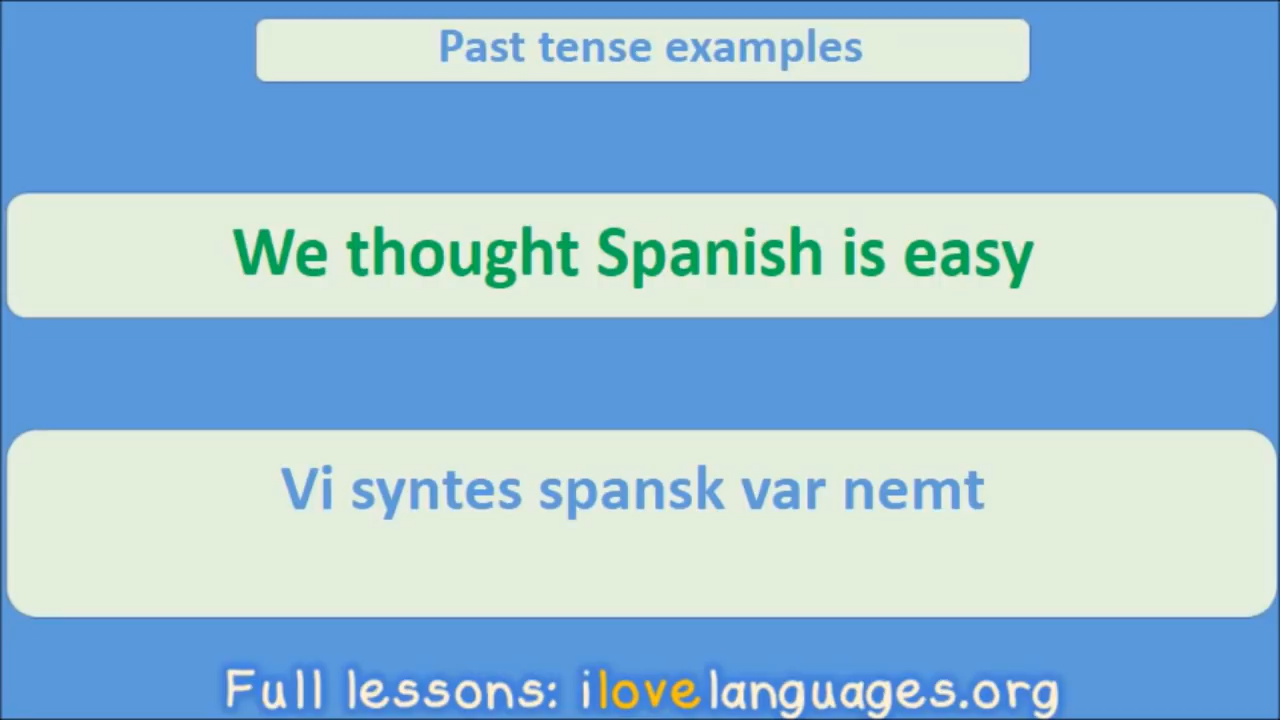 Past tense examples
We thought Spanish is easy
Vi syntes spansk var nemt
Full lessons: ilovelanguages.org